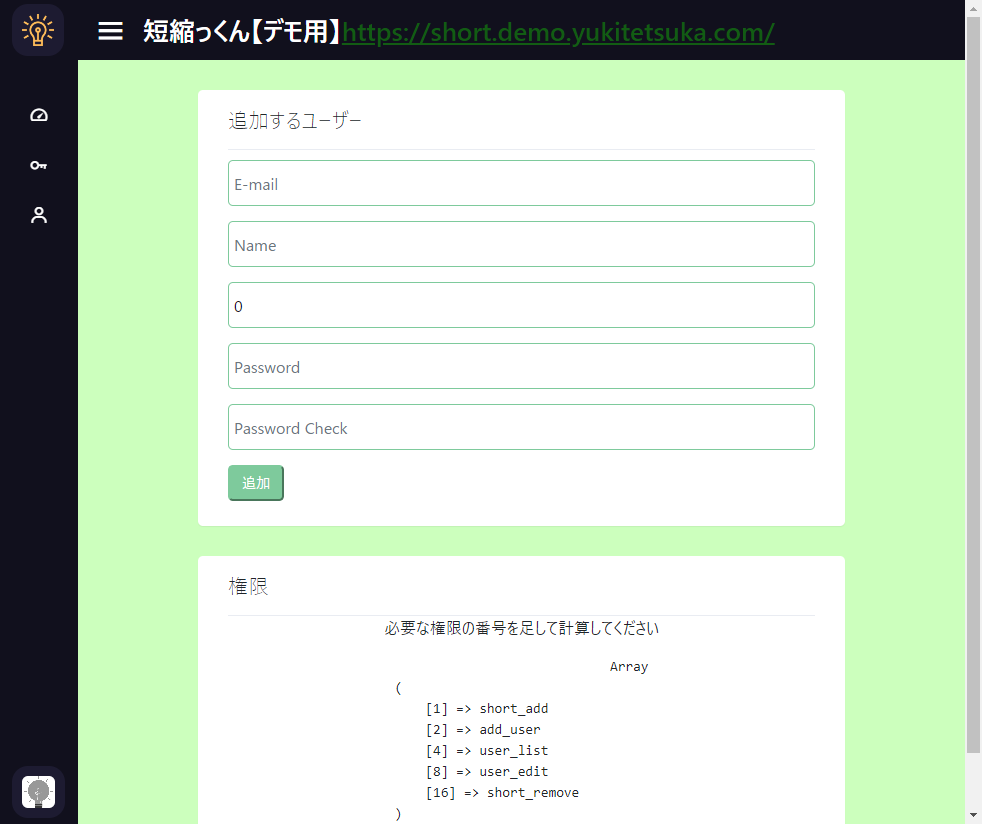 短縮っくん【デモ用】https://short.demo.yukitetsuka.com/
追加するユーザー
E-mail
Name
0
Password
Password Check
追加
権限
必要な権限の番号を足して計算してください
Array
(
[1] => short_add
[2] => add_user
[4] => user_list
[8] => user_edit
[16] => short_remove
)